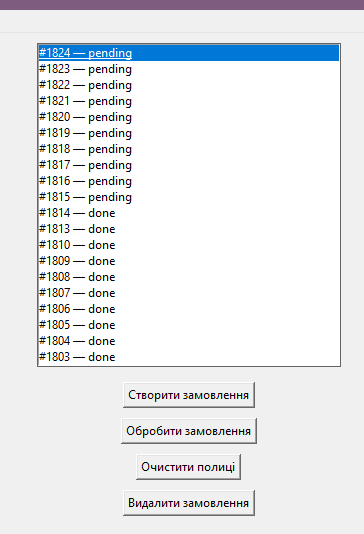 #1824 — pending
#1823 — pending
#1822 — pending
#1821 — pending
#1820 — pending
#1819 — pending
#1818 — pending
#1817 — pending
#1816 — pending
#1815 — pending
#1814 — done
#1813 — done
#1810 — done
#1809 — done
#1808 — done
#1807 — done
#1806 — done
#1805 — done
#1804 — done
#1803 — done
Створити замовлення
Обробити замовлення
Очистити полиці
Видалити замовлення